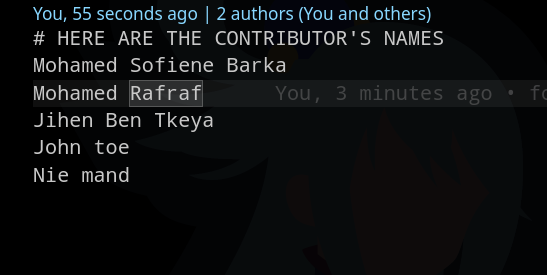 You, 55 seconds ago | 2 authors (You and others)
# HERE ARE THE CONTRIBUTOR'S NAMES
Mohamed Sofiene Barka
Mohamed Rafraf You, 3 minutes ago • fo
Jihen Ben Tkeya
John toe
Nie mand